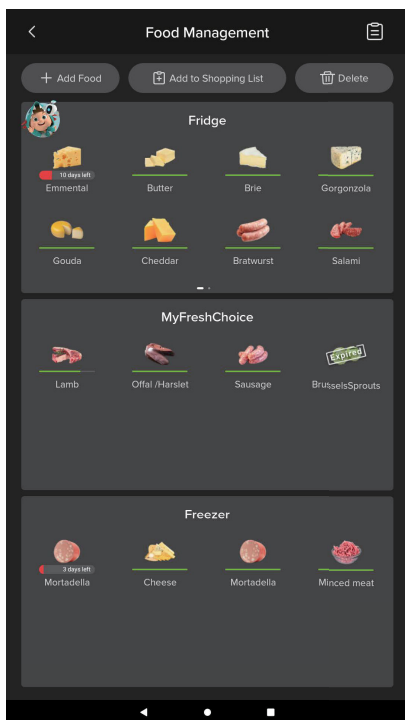 Food Management
+ Add Food
Add to Shopping List
Delete
Fridge
10 days left
Emmental
Butter
Brie
Gorgonzola
Gouda
Cheddar
Bratwurst
Salami
MyFreshChoice
Expired
Lamb
Offal /Harslet
Sausage
BrusselsSprouts
Freezer
3 days left
Mortadella
Cheese
Mortadella
Minced meat